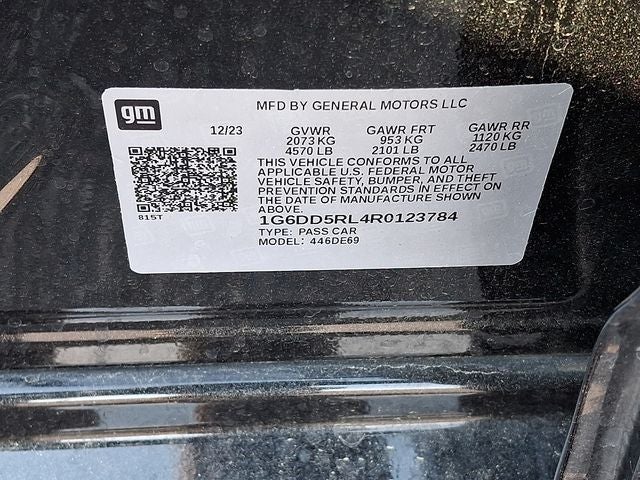 gm
MFD BY GENERAL MOTORS LLC
12/23 GVWR GAWR FRT GAWR RR
2073 KG 953 KG 1120 KG
4570 LB 2101 LB 2470 LB
THIS VEHICLE CONFORMS TO ALL
APPLICABLE U.S. FEDERAL MOTOR
VEHICLE SAFETY, BUMPER, AND THEFT
PREVENTION STANDARDS IN EFFECT ON
THE DATE OF MANUFACTURE SHOWN
ABOVE.
815T
1G6DD5RL4R0123784
TYPE: PASS CAR
MODEL: 446DE69